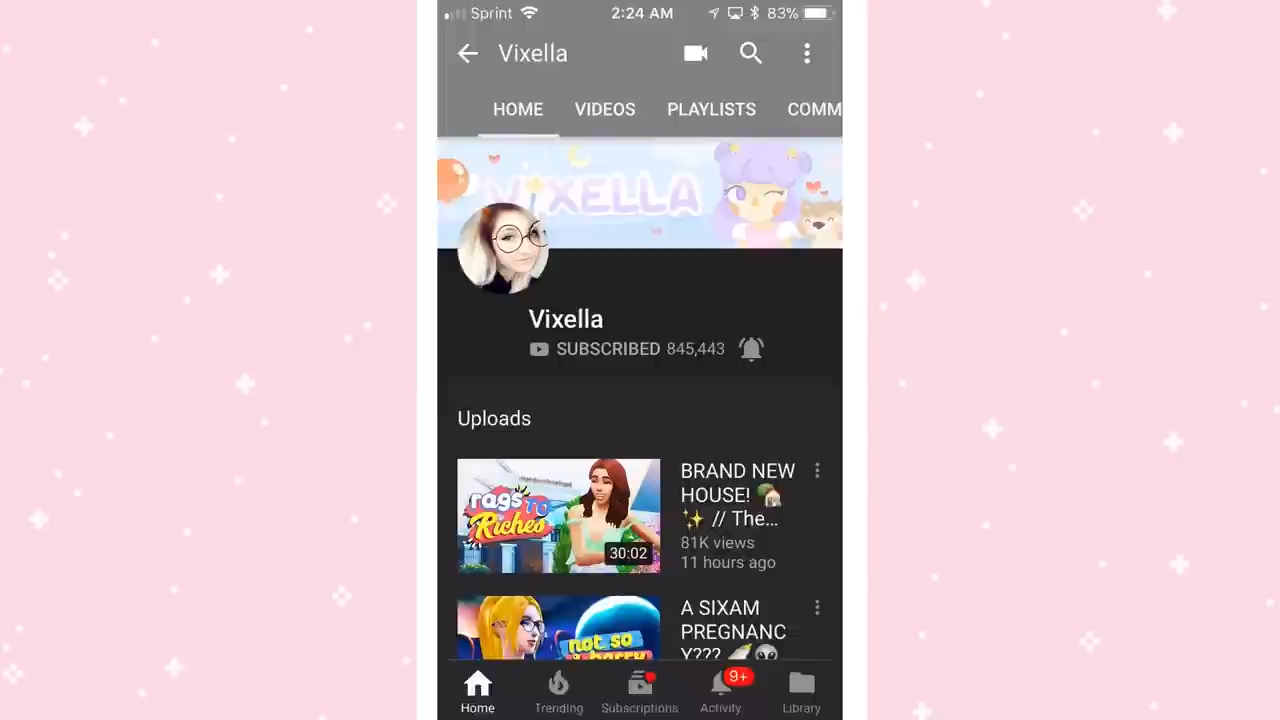 Sprint 2:24 AM 83%
Vixella
HOME VIDEOS PLAYLISTS COMM
VIXELLA
Vixella
SUBSCRIBED 845,443
Uploads
rags TO
Riches
30:02
BRAND NEW
HOUSE! 🏡
✨ // The...
81K views
11 hours ago
not so
berry
A SIXAM
PREGNANC
Y??? 👽
9+
Home Trending Subscriptions Activity Library